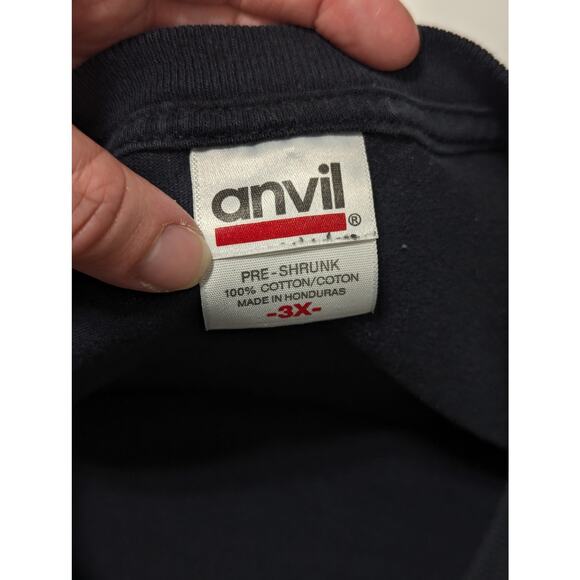 anvil
®
PRE-SHRUNK
100% COTTON/COTON
MADE IN HONDURAS
-3X-